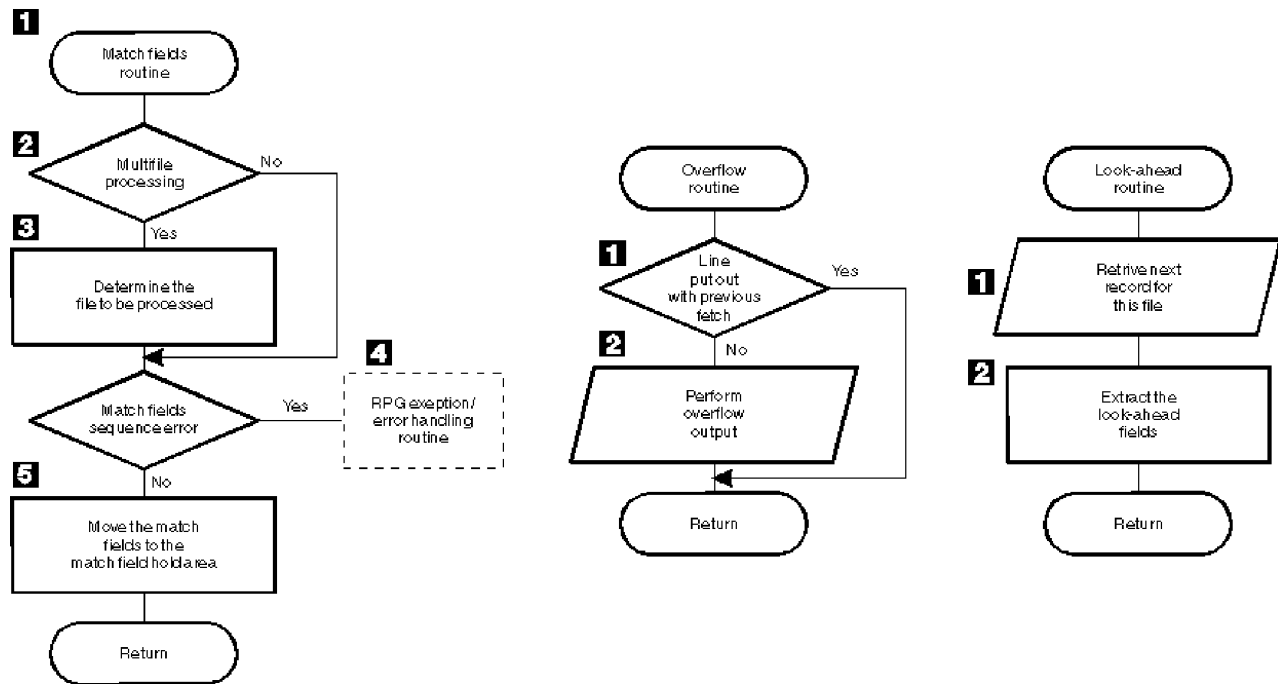 1
Match fields
routine
2
Multifile
processing
No
Yes
3
Determine the
file to be processed
4
Match fields
sequence error
Yes
RPG exeption/
error handling
routine
No
5
Move the match
fields to the
match field hold area
Return
Overflow
routine
1
Line
put out
with previous
fetch
Yes
No
2
Perform
overflow
output
Return
Look-ahead
routine
1
Retrive next
record for
this file
2
Extract the
look-ahead
fields
Return